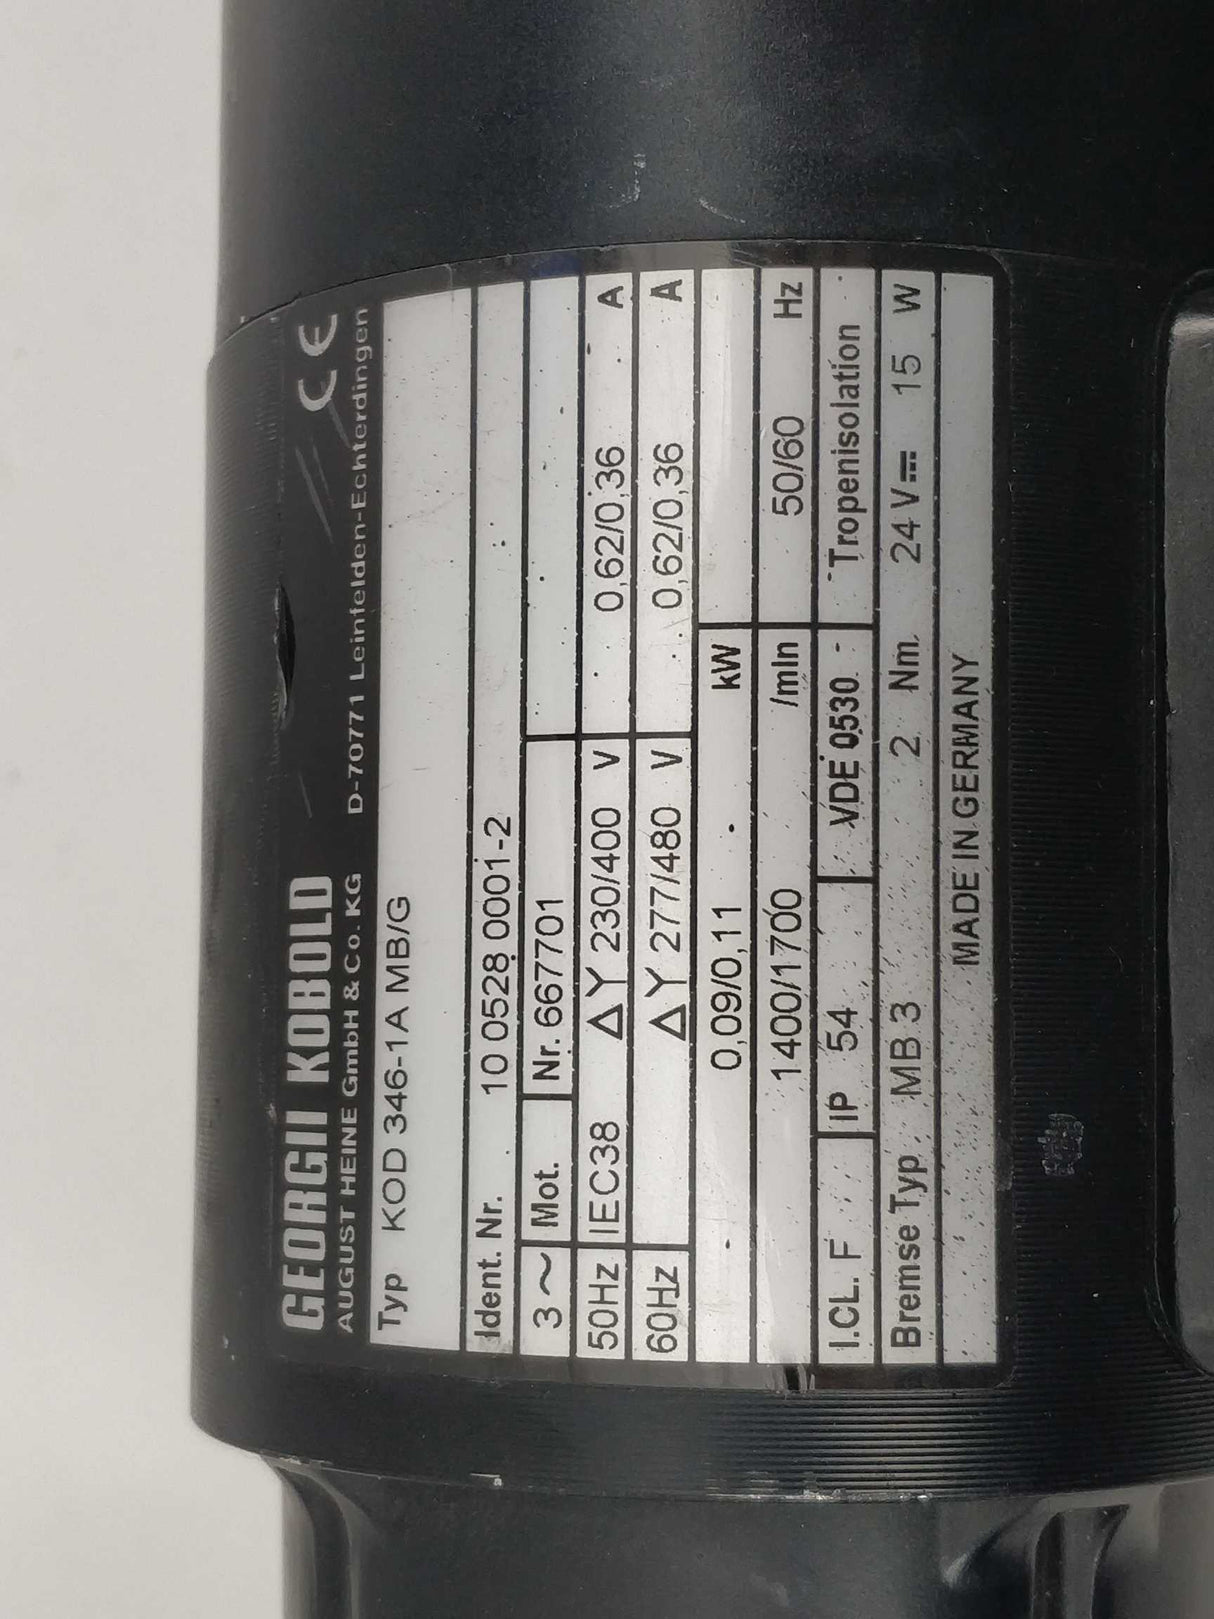 GEORGII KOBOLD CE
AUGUST HEINE GmbH & Co. KG D-70771 Leinfelden-Echterdingen
Typ KOD 346-1A MB/G
Ident. Nr. 10 0528 0001-2
3 ~ Mot. Nr. 667701
50Hz IEC38 Δ Y 230/400 V 0,62/0,36 A
60Hz Δ Y 277/480 V 0,62/0,36 A
0,09/0,11 kW
1400/1700 /min 50/60 Hz
I.CL. F IP 54 VDE 0530 Tropenisolation
Bremse Typ MB 3 2 Nm 24 V⎓ 15 W
MADE IN GERMANY